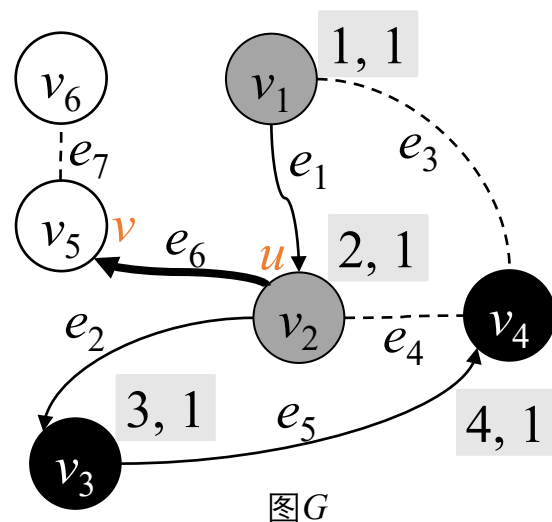 1, 1
v₆
v₁
e₃
e₇
e₁
v₅
v
e₆
u
2, 1
v₂
v₄
e₂
e₄
3, 1
e₅
4, 1
v₃
图G